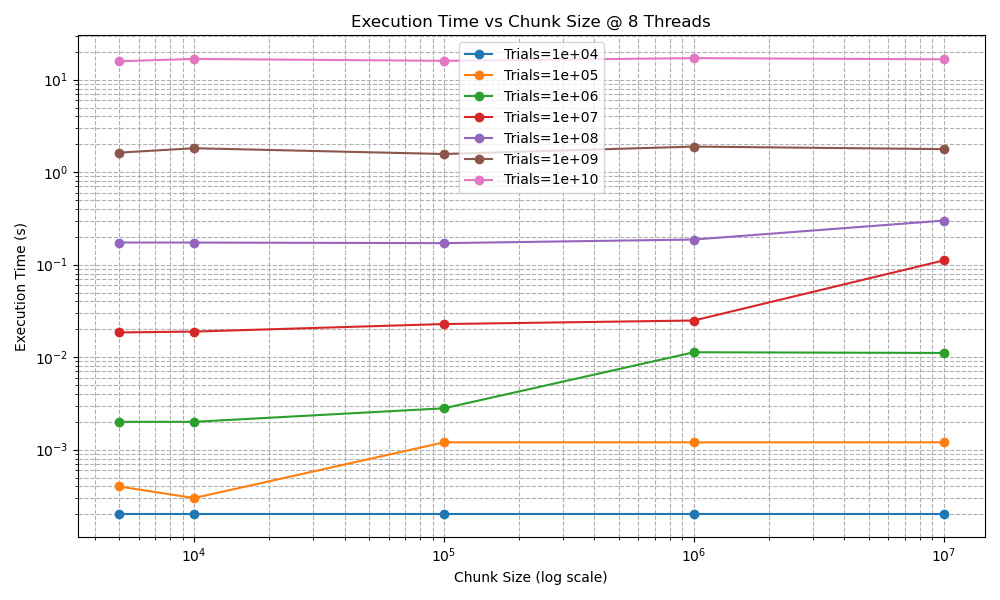 Execution Time vs Chunk Size @ 8 Threads
Trials=1e+04
Trials=1e+05
Trials=1e+06
Trials=1e+07
Trials=1e+08
Trials=1e+09
Trials=1e+10
Execution Time (s)
10¹
10⁰
10⁻¹
10⁻²
10⁻³
10⁴ 10⁵ 10⁶ 10⁷
Chunk Size (log scale)